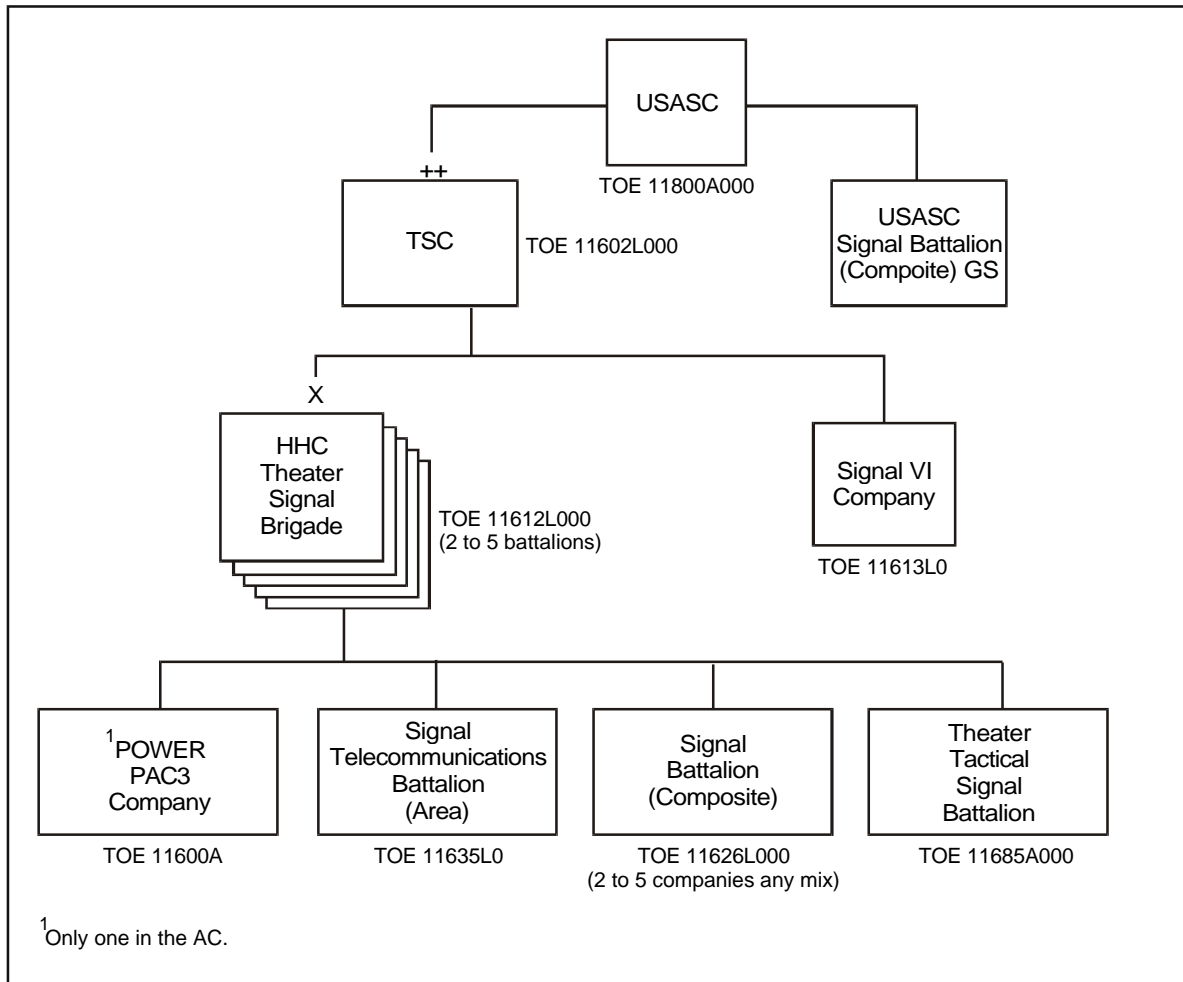 USASC
TOE 11800A000
++
TSC
TOE 11602L000
USASC
Signal Battalion
(Compoite) GS
X
HHC
Theater
Signal
Brigade
TOE 11612L000
(2 to 5 battalions)
Signal VI
Company
TOE 11613L0
1POWER
PAC3
Company
TOE 11600A
Signal
Telecommunications
Battalion
(Area)
TOE 11635L0
Signal
Battalion
(Composite)
TOE 11626L000
(2 to 5 companies any mix)
Theater
Tactical
Signal
Battalion
TOE 11685A000
1Only one in the AC.